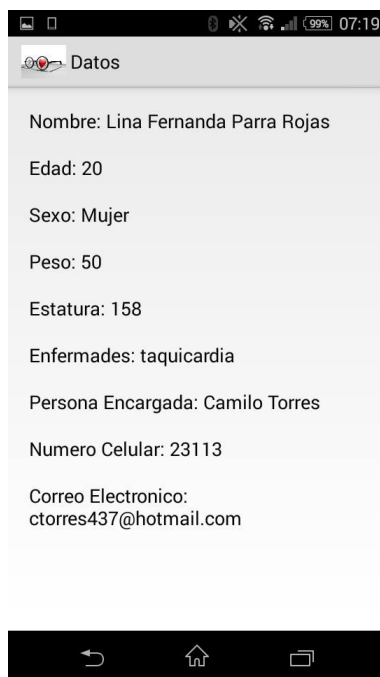 99% 07:19
Datos
Nombre: Lina Fernanda Parra Rojas
Edad: 20
Sexo: Mujer
Peso: 50
Estatura: 158
Enfermades: taquicardia
Persona Encargada: Camilo Torres
Numero Celular: 23113
Correo Electronico:
ctorres437@hotmail.com